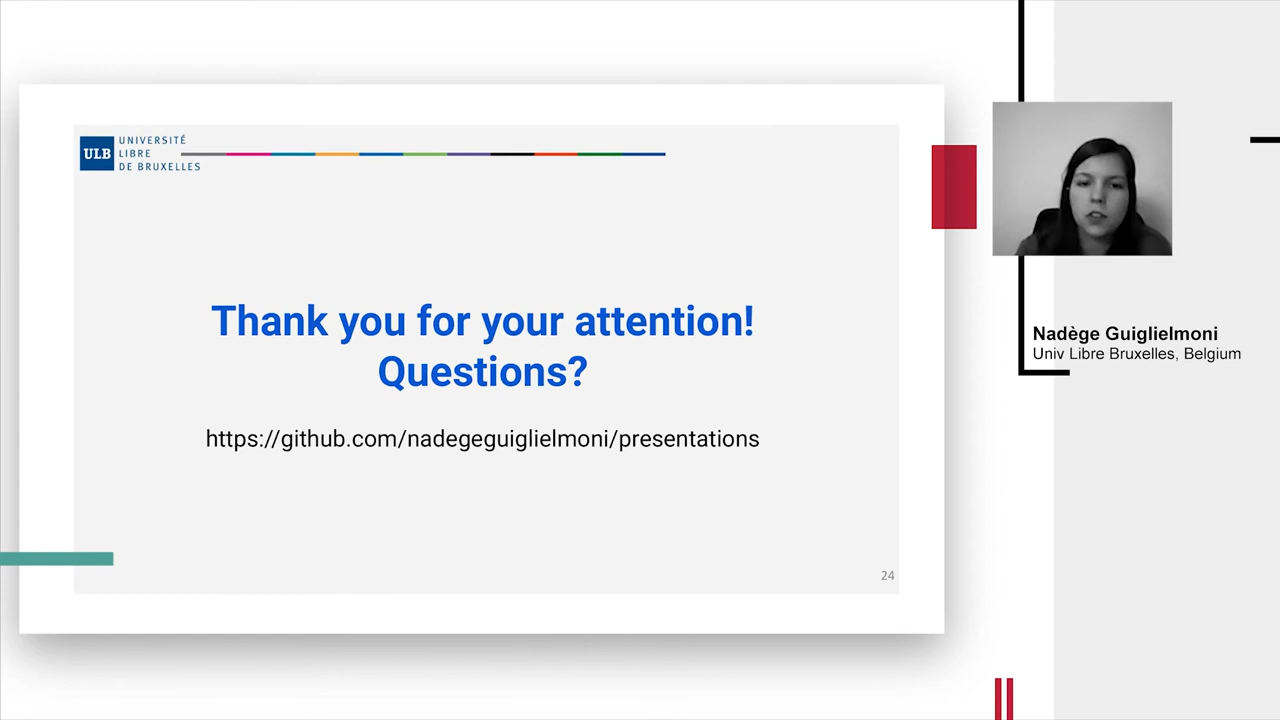 ULB
UNIVERSITÉ
LIBRE
DE BRUXELLES
Thank you for your attention!
Questions?
https://github.com/nadegeguiglielmoni/presentations
24
Nadège Guiglielmoni
Univ Libre Bruxelles, Belgium